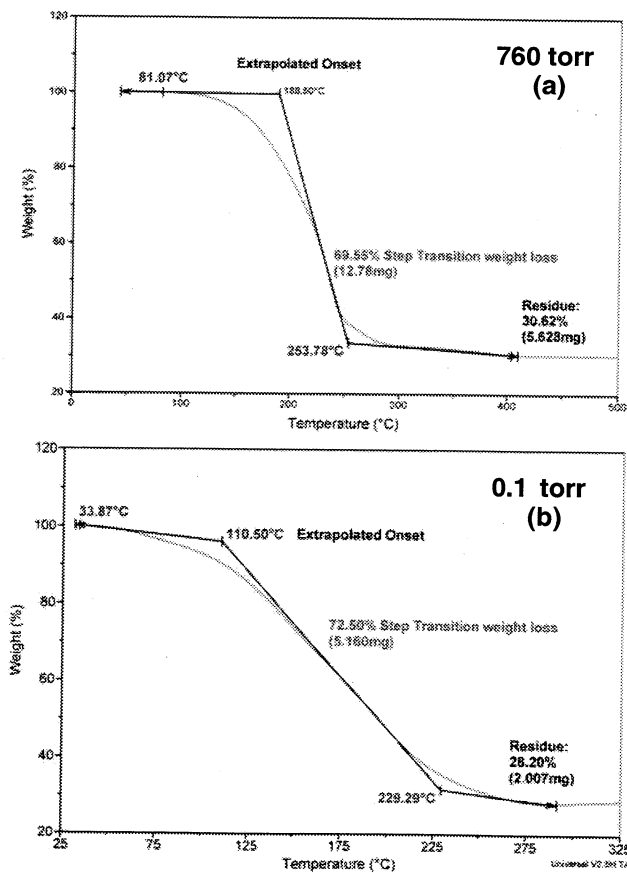 120
760 torr
(a)
Extrapolated Onset
81.07°C
100
80
Weight (%)
60
69.55% Step Transition weight loss
(12.78mg)
Residue:
30.62%
(5.628mg)
40
253.78°C
20
0
100
200
300
400
500
Temperature (°C)
120
0.1 torr
(b)
33.87°C
100
110.50°C
Extrapolated Onset
80
Weight (%)
72.50% Step Transition weight loss
(5.160mg)
60
40
Residue:
28.20%
(2.007mg)
229.29°C
20
25
75
125
175
225
275
325
Temperature (°C)